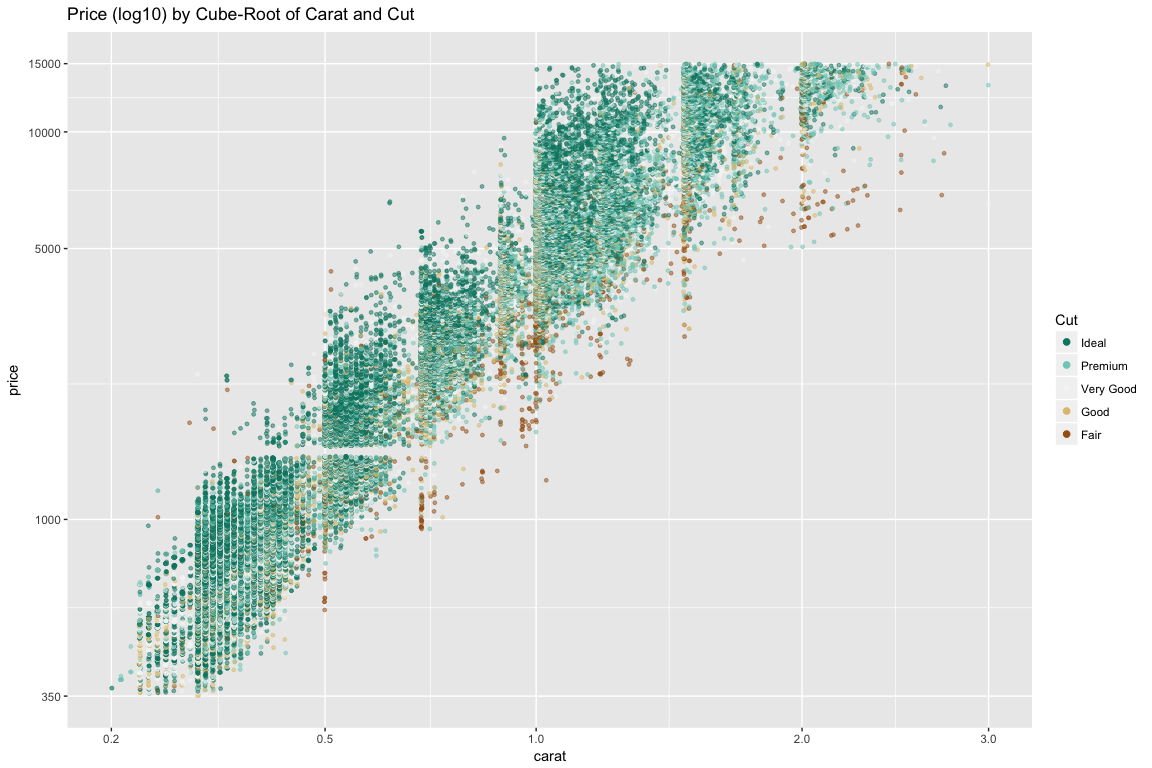 Price (log10) by Cube-Root of Carat and Cut
15000
10000
5000
1000
350
price
0.2 0.5 1.0 2.0 3.0
carat
Cut
Ideal
Premium
Very Good
Good
Fair